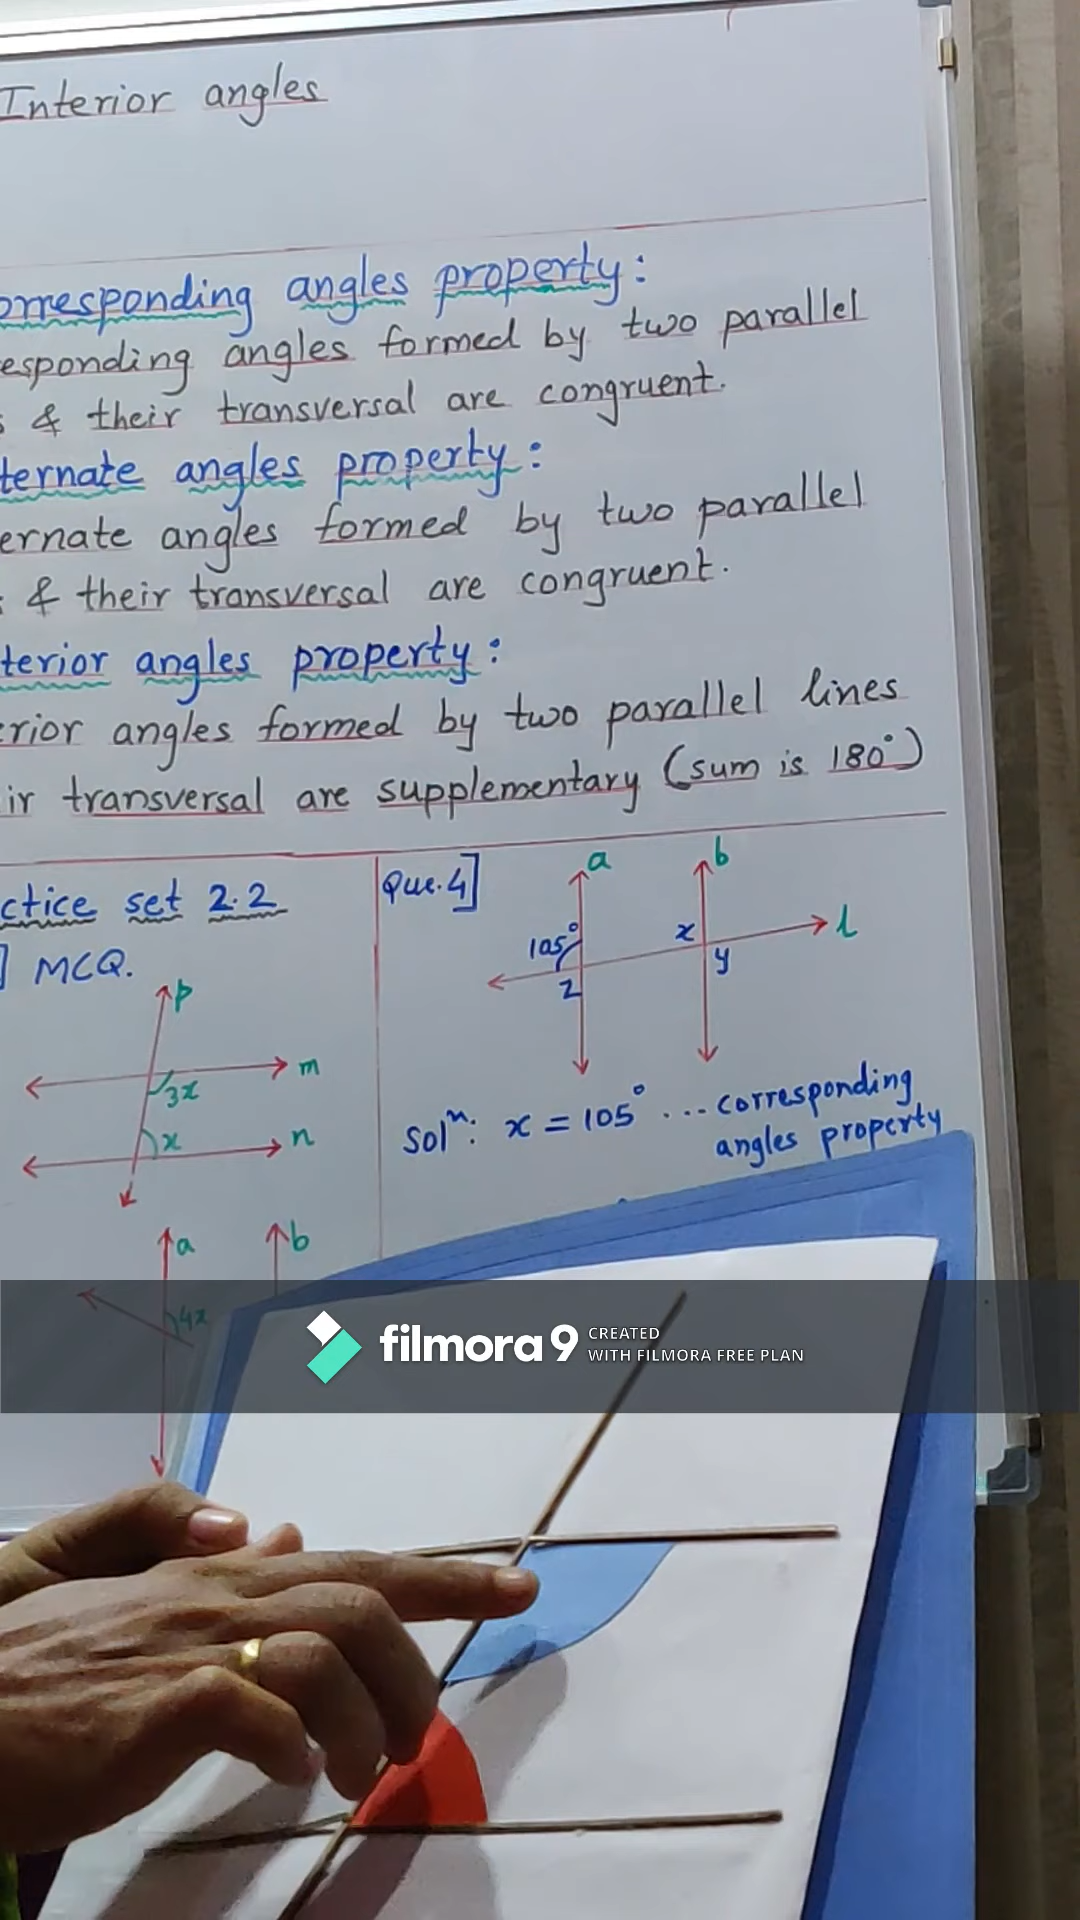 Interior angles
orresponding angles property:
esponding angles formed by two parallel
& their transversal are congruent.
ternate angles property:
ernate angles formed by two parallel
& their transversal are congruent.
terior angles property:
rior angles formed by two parallel lines
ir transversal are supplementary (sum is 180°)
ctice set 2.2
] MCQ.
p
m
3x
x
n
a
b
4x
Que.4]
a
b
105°
x
l
y
z
Solⁿ: x = 105° ... corresponding
angles property
filmora9
CREATED
WITH FILMORA FREE PLAN